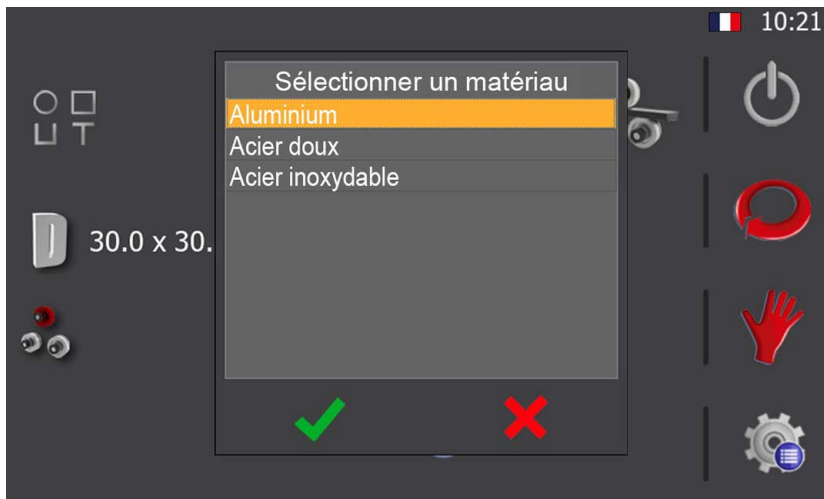 10:21
Sélectionner un matériau
Aluminium
Acier doux
Acier inoxydable
30.0 x 30.